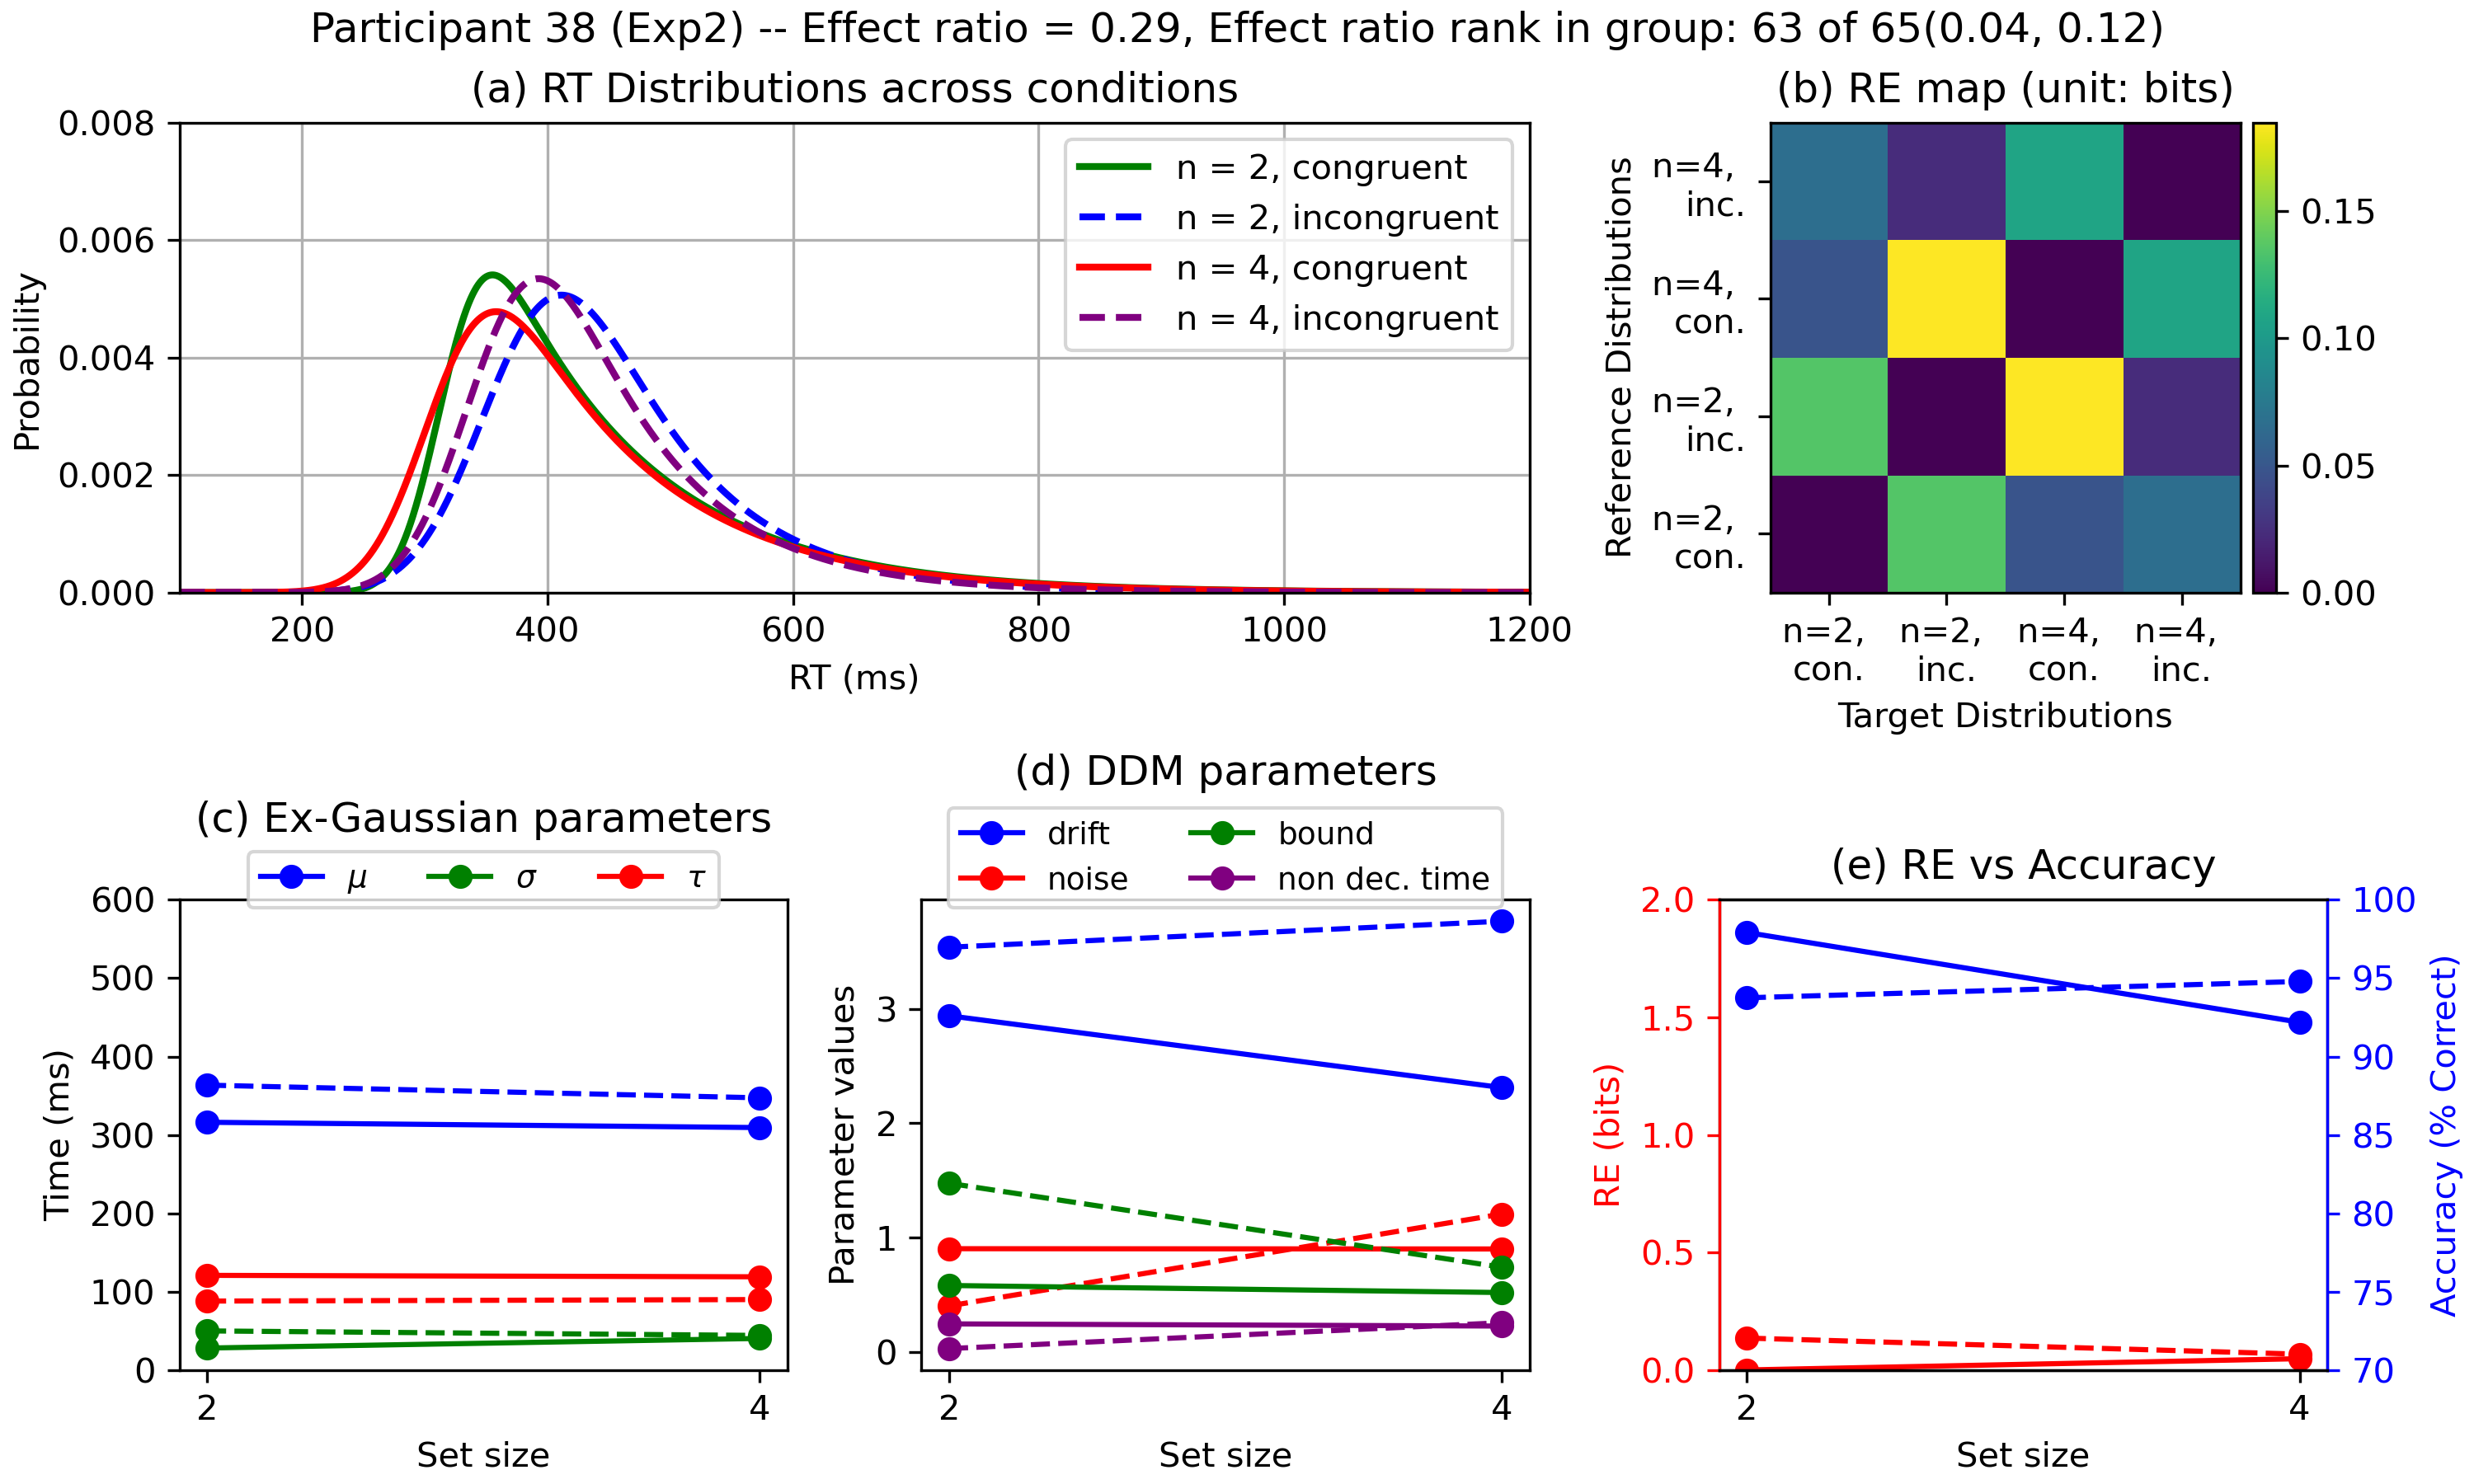 Participant 38 (Exp2) -- Effect ratio = 0.29, Effect ratio rank in group: 63 of 65(0.04, 0.12)
(a) RT Distributions across conditions
0.008
0.006
0.004
0.002
0.000
Probability
200
400
600
800
1000
1200
RT (ms)
n = 2, congruent
n = 2, incongruent
n = 4, congruent
n = 4, incongruent
(b) RE map (unit: bits)
Reference Distributions
n=4,
inc.
n=4,
con.
n=2,
inc.
n=2,
con.
n=2,
con.
n=2,
inc.
n=4,
con.
n=4,
inc.
Target Distributions
0.15
0.10
0.05
0.00
(c) Ex-Gaussian parameters
μ
σ
τ
600
500
400
300
200
100
0
Time (ms)
2
4
Set size
(d) DDM parameters
drift
noise
bound
non dec. time
3
2
1
0
Parameter values
2
4
Set size
(e) RE vs Accuracy
2.0
1.5
1.0
0.5
0.0
RE (bits)
100
95
90
85
80
75
70
Accuracy (% Correct)
2
4
Set size